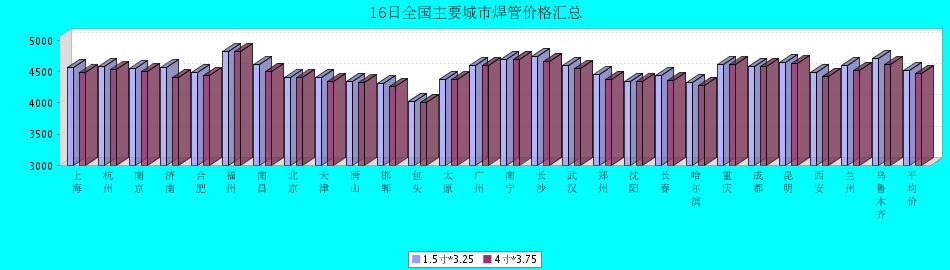 16日全国主要城市焊管价格汇总
5000
4500
4000
3500
3000
上海 杭州 南京 济南 合肥 福州 南昌 北京 天津 唐山 邯郸 包头 太原 广州 南宁 长沙 武汉 郑州 沈阳 长春 哈尔滨 重庆 成都 昆明 西安 兰州 乌鲁木齐 平均价
1.5寸*3.25 4寸*3.75